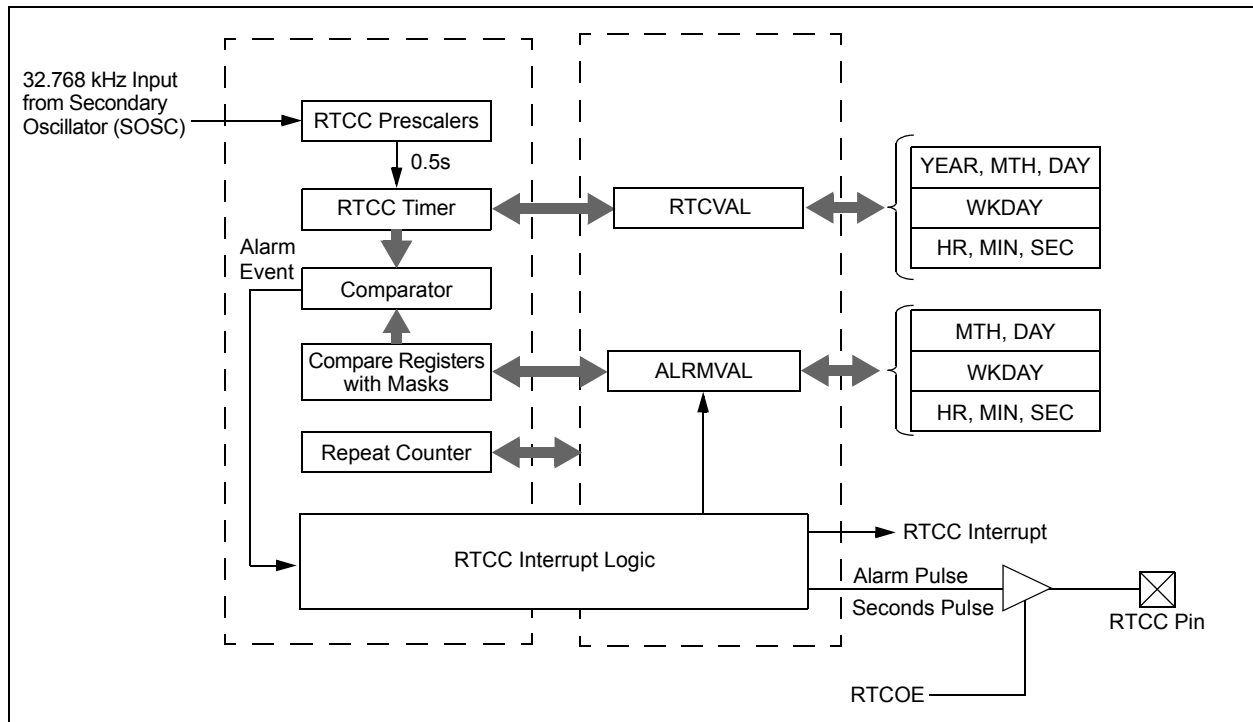 32.768 kHz Input
from Secondary
Oscillator (SOSC)
RTCC Prescalers
0.5s
RTCC Timer
RTCVAL
YEAR, MTH, DAY
WKDAY
HR, MIN, SEC
Alarm
Event
Comparator
Compare Registers
with Masks
ALRMVAL
MTH, DAY
WKDAY
HR, MIN, SEC
Repeat Counter
RTCC Interrupt Logic
RTCC Interrupt
Alarm Pulse
Seconds Pulse
RTCC Pin
RTCOE